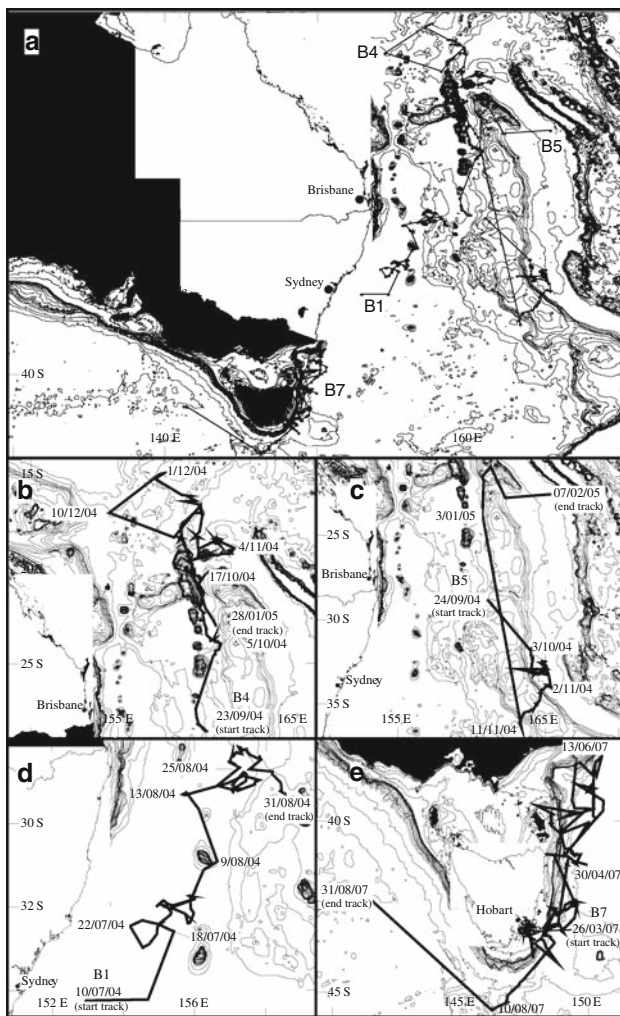 a
B4
B5
Brisbane
Sydney
B1
40 S
B7
140 E
160 E
b
15 S
1/12/04
10/12/04
4/11/04
20 S
17/10/04
28/01/05
(end track)
5/10/04
25 S
B4
Brisbane
155 E
23/09/04
165 E
(start track)
c
07/02/05
(end track)
3/01/05
25 S
Brisbane
B5
24/09/04
(start track)
30 S
3/10/04
Sydney
2/11/04
35 S
155 E
11/11/04
165 E
d
25/08/04
13/08/04
31/08/04
(end track)
30 S
9/08/04
32 S
22/07/04
18/07/04
Sydney
B1
10/07/04
(start track)
152 E
156 E
e
13/06/07
40 S
30/04/07
31/08/07
(end track)
Hobart
B7
26/03/07
(start track)
45 S
145 E
10/08/07
150 E